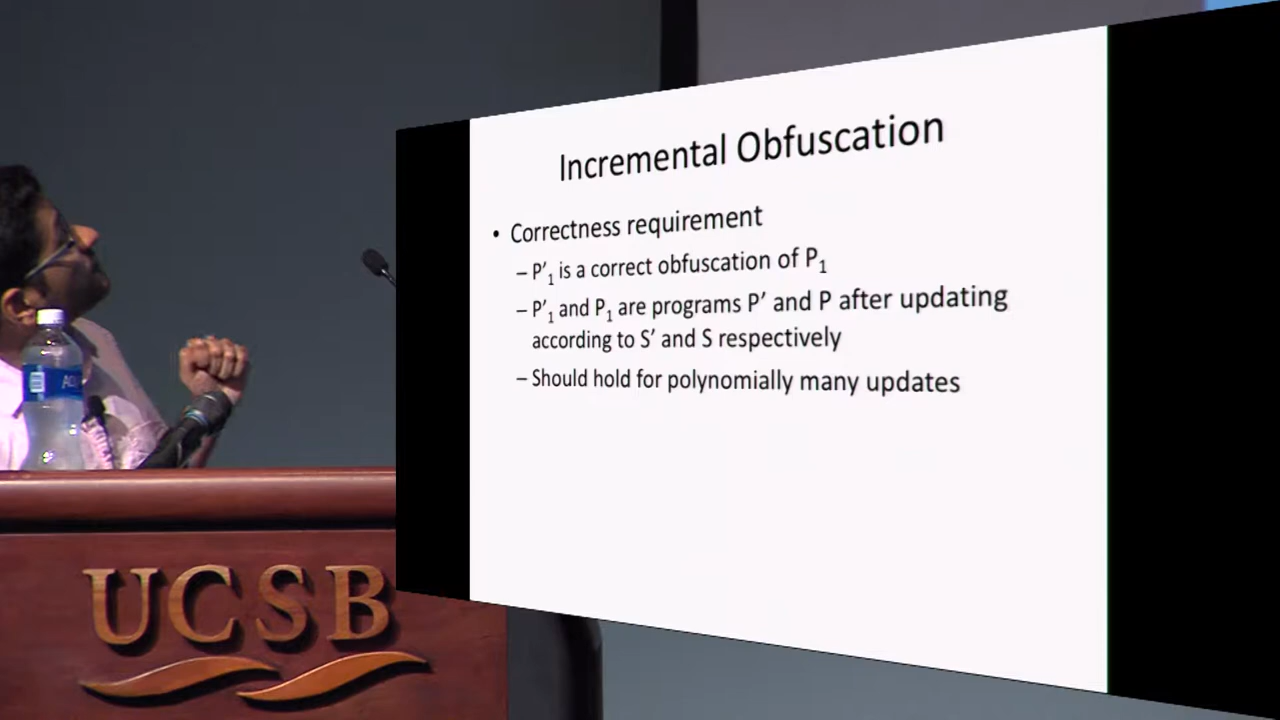 Incremental Obfuscation
• Correctness requirement
– P′₁ is a correct obfuscation of P₁
– P′₁ and P₁ are programs P′ and P after updating
according to S′ and S respectively
– Should hold for polynomially many updates
UCSB